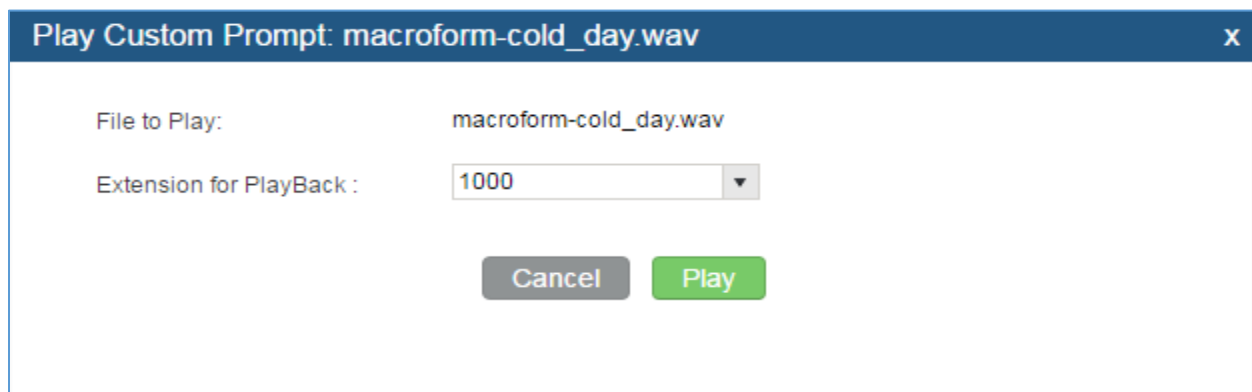 Play Custom Prompt: macroform-cold_day.wav x
File to Play: macroform-cold_day.wav
Extension for PlayBack : 1000
Cancel Play